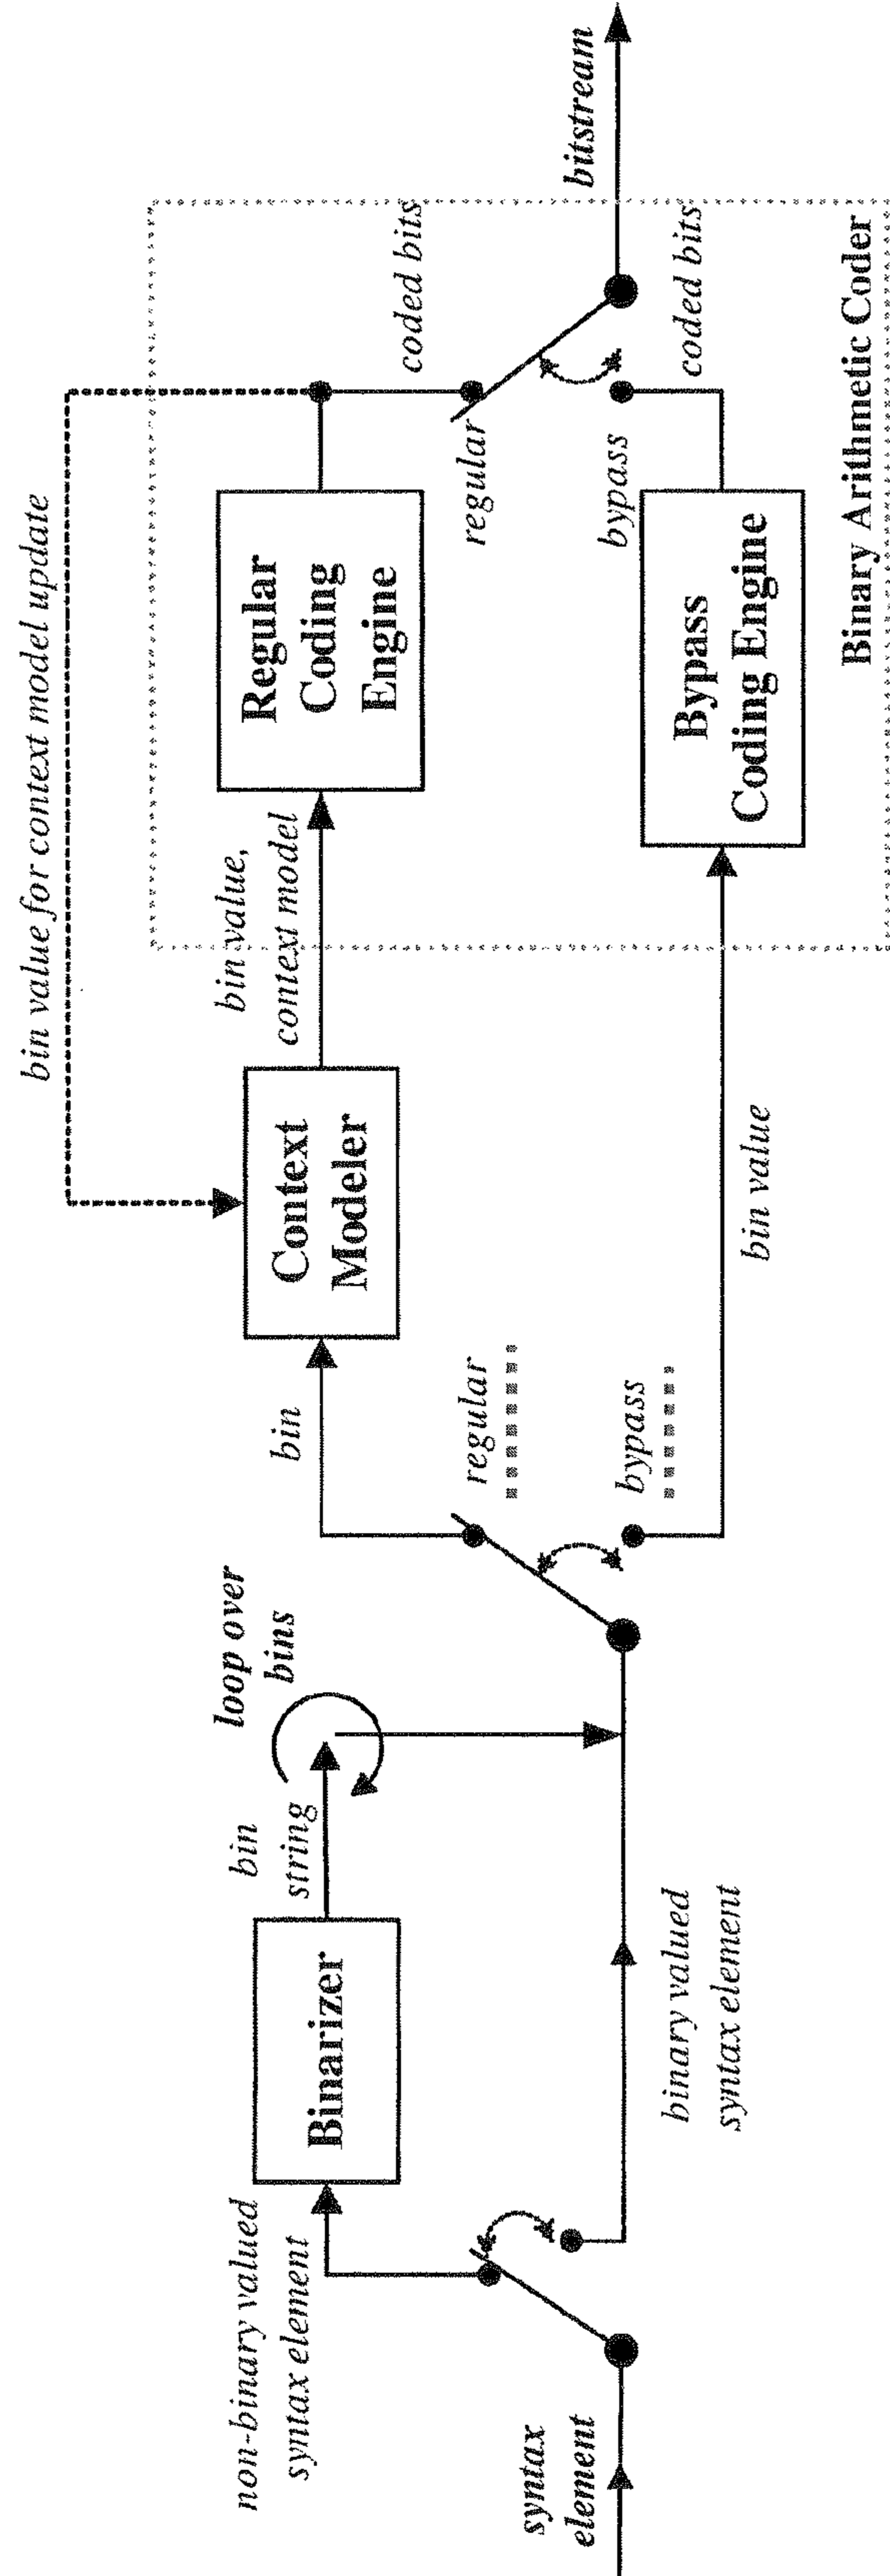 syntax
element
non-binary valued
syntax element
Binarizer
bin
string
loop over
bins
binary valued
syntax element
bin
regular
bypass
bin value
Context
Modeler
bin value for context model update
bin value,
context model
Regular
Coding
Engine
Bypass
Coding Engine
regular
bypass
coded bits
coded bits
bitstream
Binary Arithmetic Coder